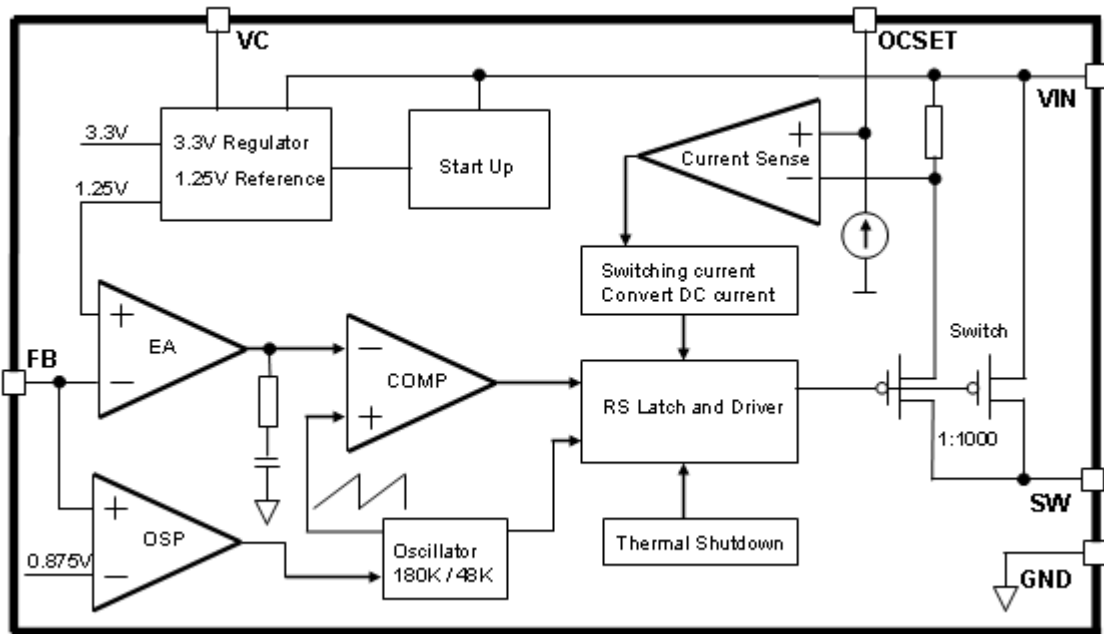 VC
OCSET
VIN
3.3V
3.3V Regulator
1.25V Reference
1.25V
Start Up
+
Current Sense
−
Switching current
Convert DC current
Switch
FB
+
EA
−
−
COMP
+
RS Latch and Driver
1:1000
SW
+
OSP
−
0.875V
Oscillator
180K / 48K
Thermal Shutdown
GND